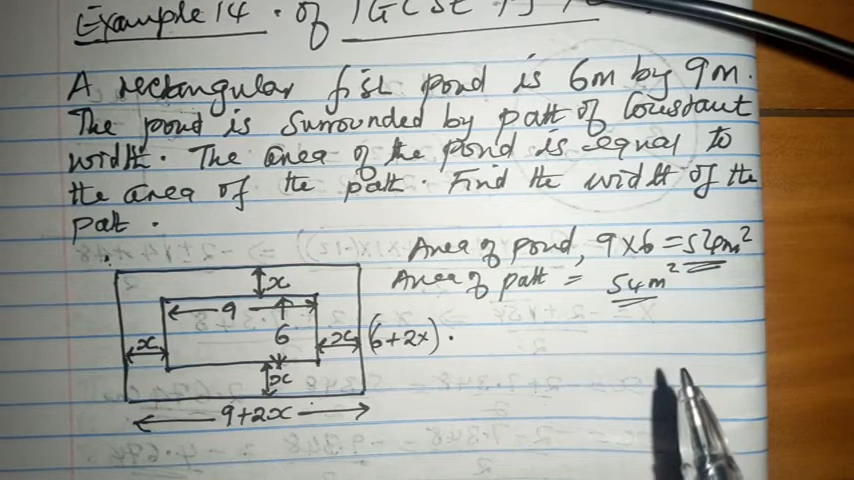 Example 14 · of IGCSE
A rectangular fish pond is 6m by 9m.
The pond is surrounded by path of Constant
width. The area of the pond is equal to
the area of the path. Find the width of the
path.
Area of pond, 9 x 6 = 54m²
Area of path = 54m²
x
9
6
x
x
(6+2x).
x
9+2x